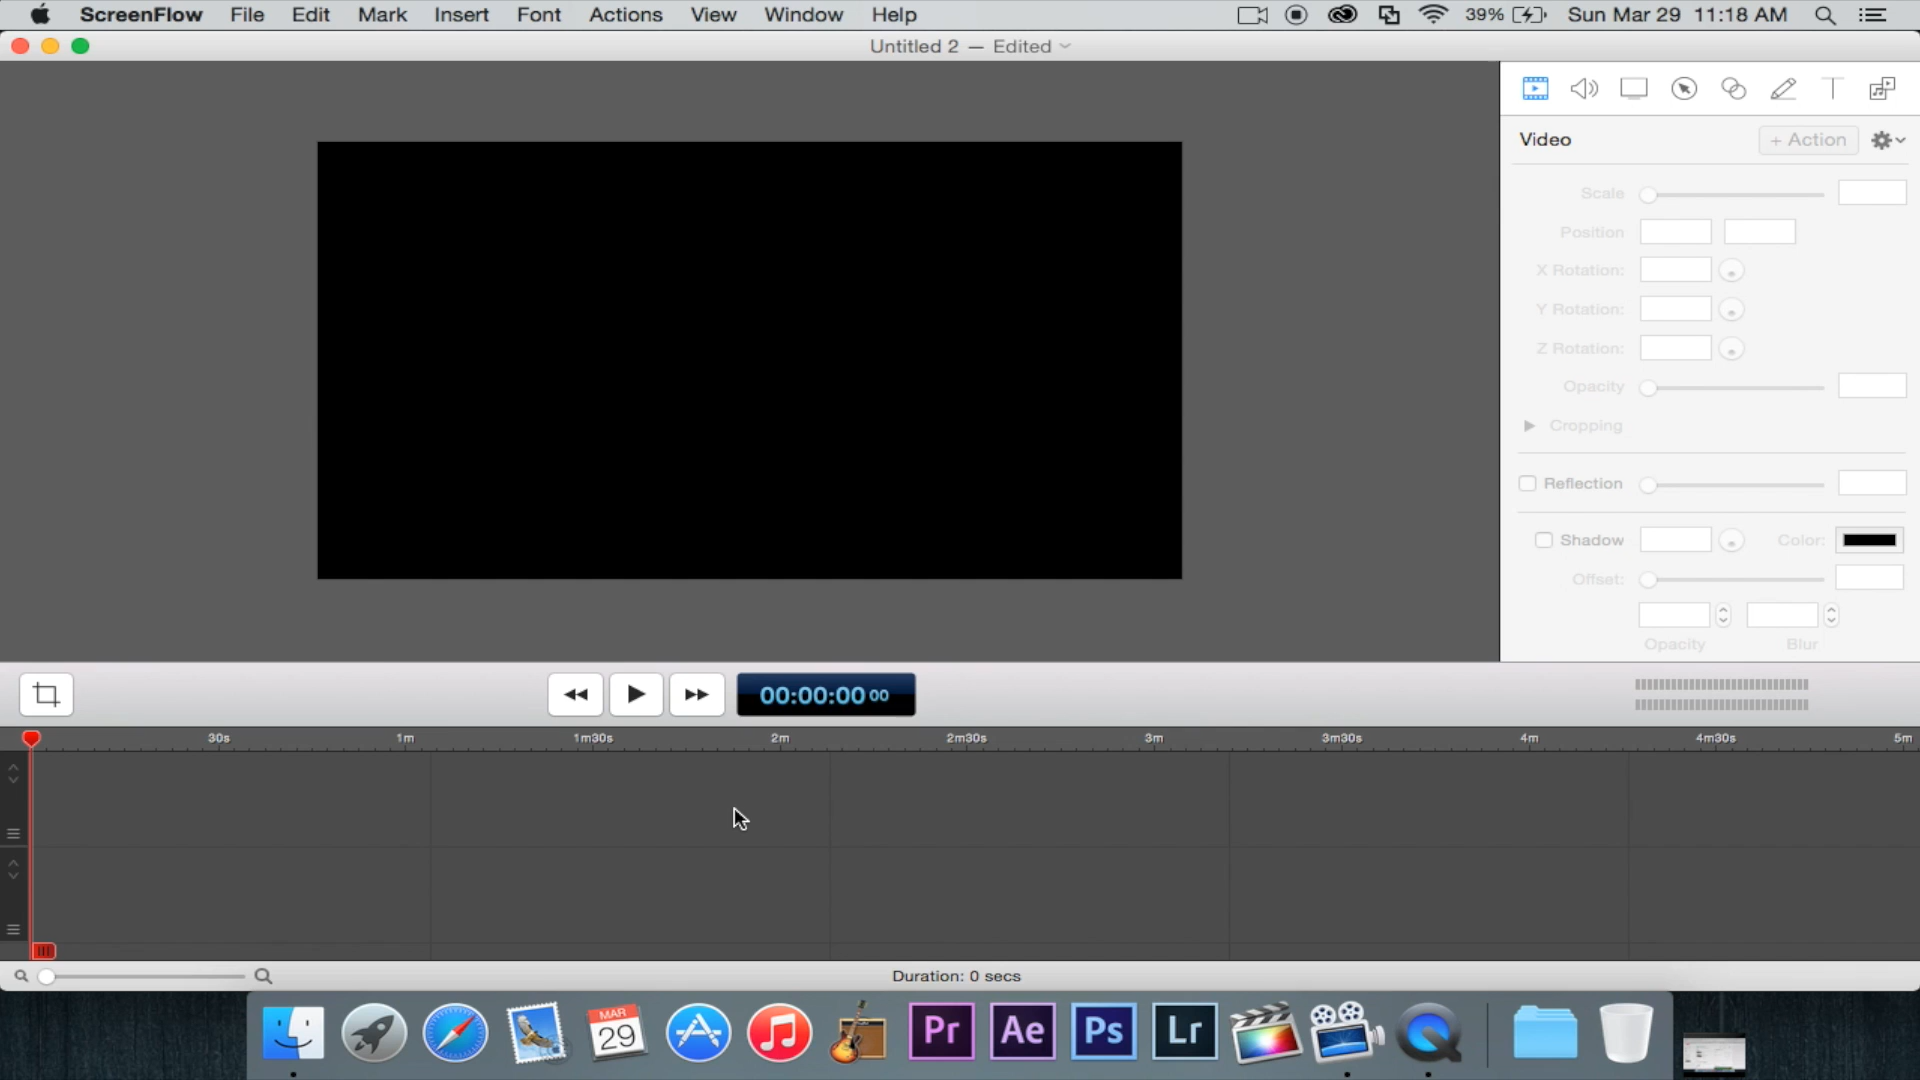 ScreenFlow File Edit Mark Insert Font Actions View Window Help 39% Sun Mar 29 11:18 AM
Untitled 2 — Edited
Video + Action
Scale
Position
X Rotation:
Y Rotation:
Z Rotation:
Opacity
Cropping
Reflection
Shadow Color:
Offset:
Opacity Blur
00:00:00 00
30s 1m 1m30s 2m 2m30s 3m 3m30s 4m 4m30s 5m
Duration: 0 secs
MAR
29 Pr Ae Ps Lr